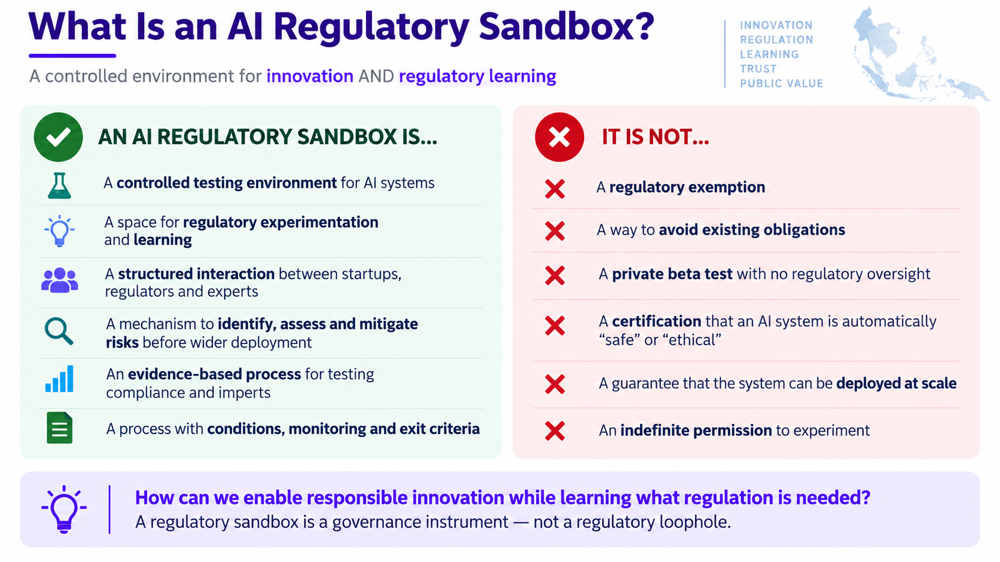 What Is an AI Regulatory Sandbox?
A controlled environment for innovation AND regulatory learning
INNOVATION
REGULATION
LEARNING
TRUST
PUBLIC VALUE
AN AI REGULATORY SANDBOX IS...
A controlled testing environment for AI systems
A space for regulatory experimentation
and learning
A structured interaction between startups,
regulators and experts
A mechanism to identify, assess and mitigate
risks before wider deployment
An evidence-based process for testing
compliance and imperts
A process with conditions, monitoring and exit criteria
IT IS NOT...
A regulatory exemption
A way to avoid existing obligations
A private beta test with no regulatory oversight
A certification that an AI system is automatically
“safe” or “ethical”
A guarantee that the system can be deployed at scale
An indefinite permission to experiment
How can we enable responsible innovation while learning what regulation is needed?
A regulatory sandbox is a governance instrument — not a regulatory loophole.